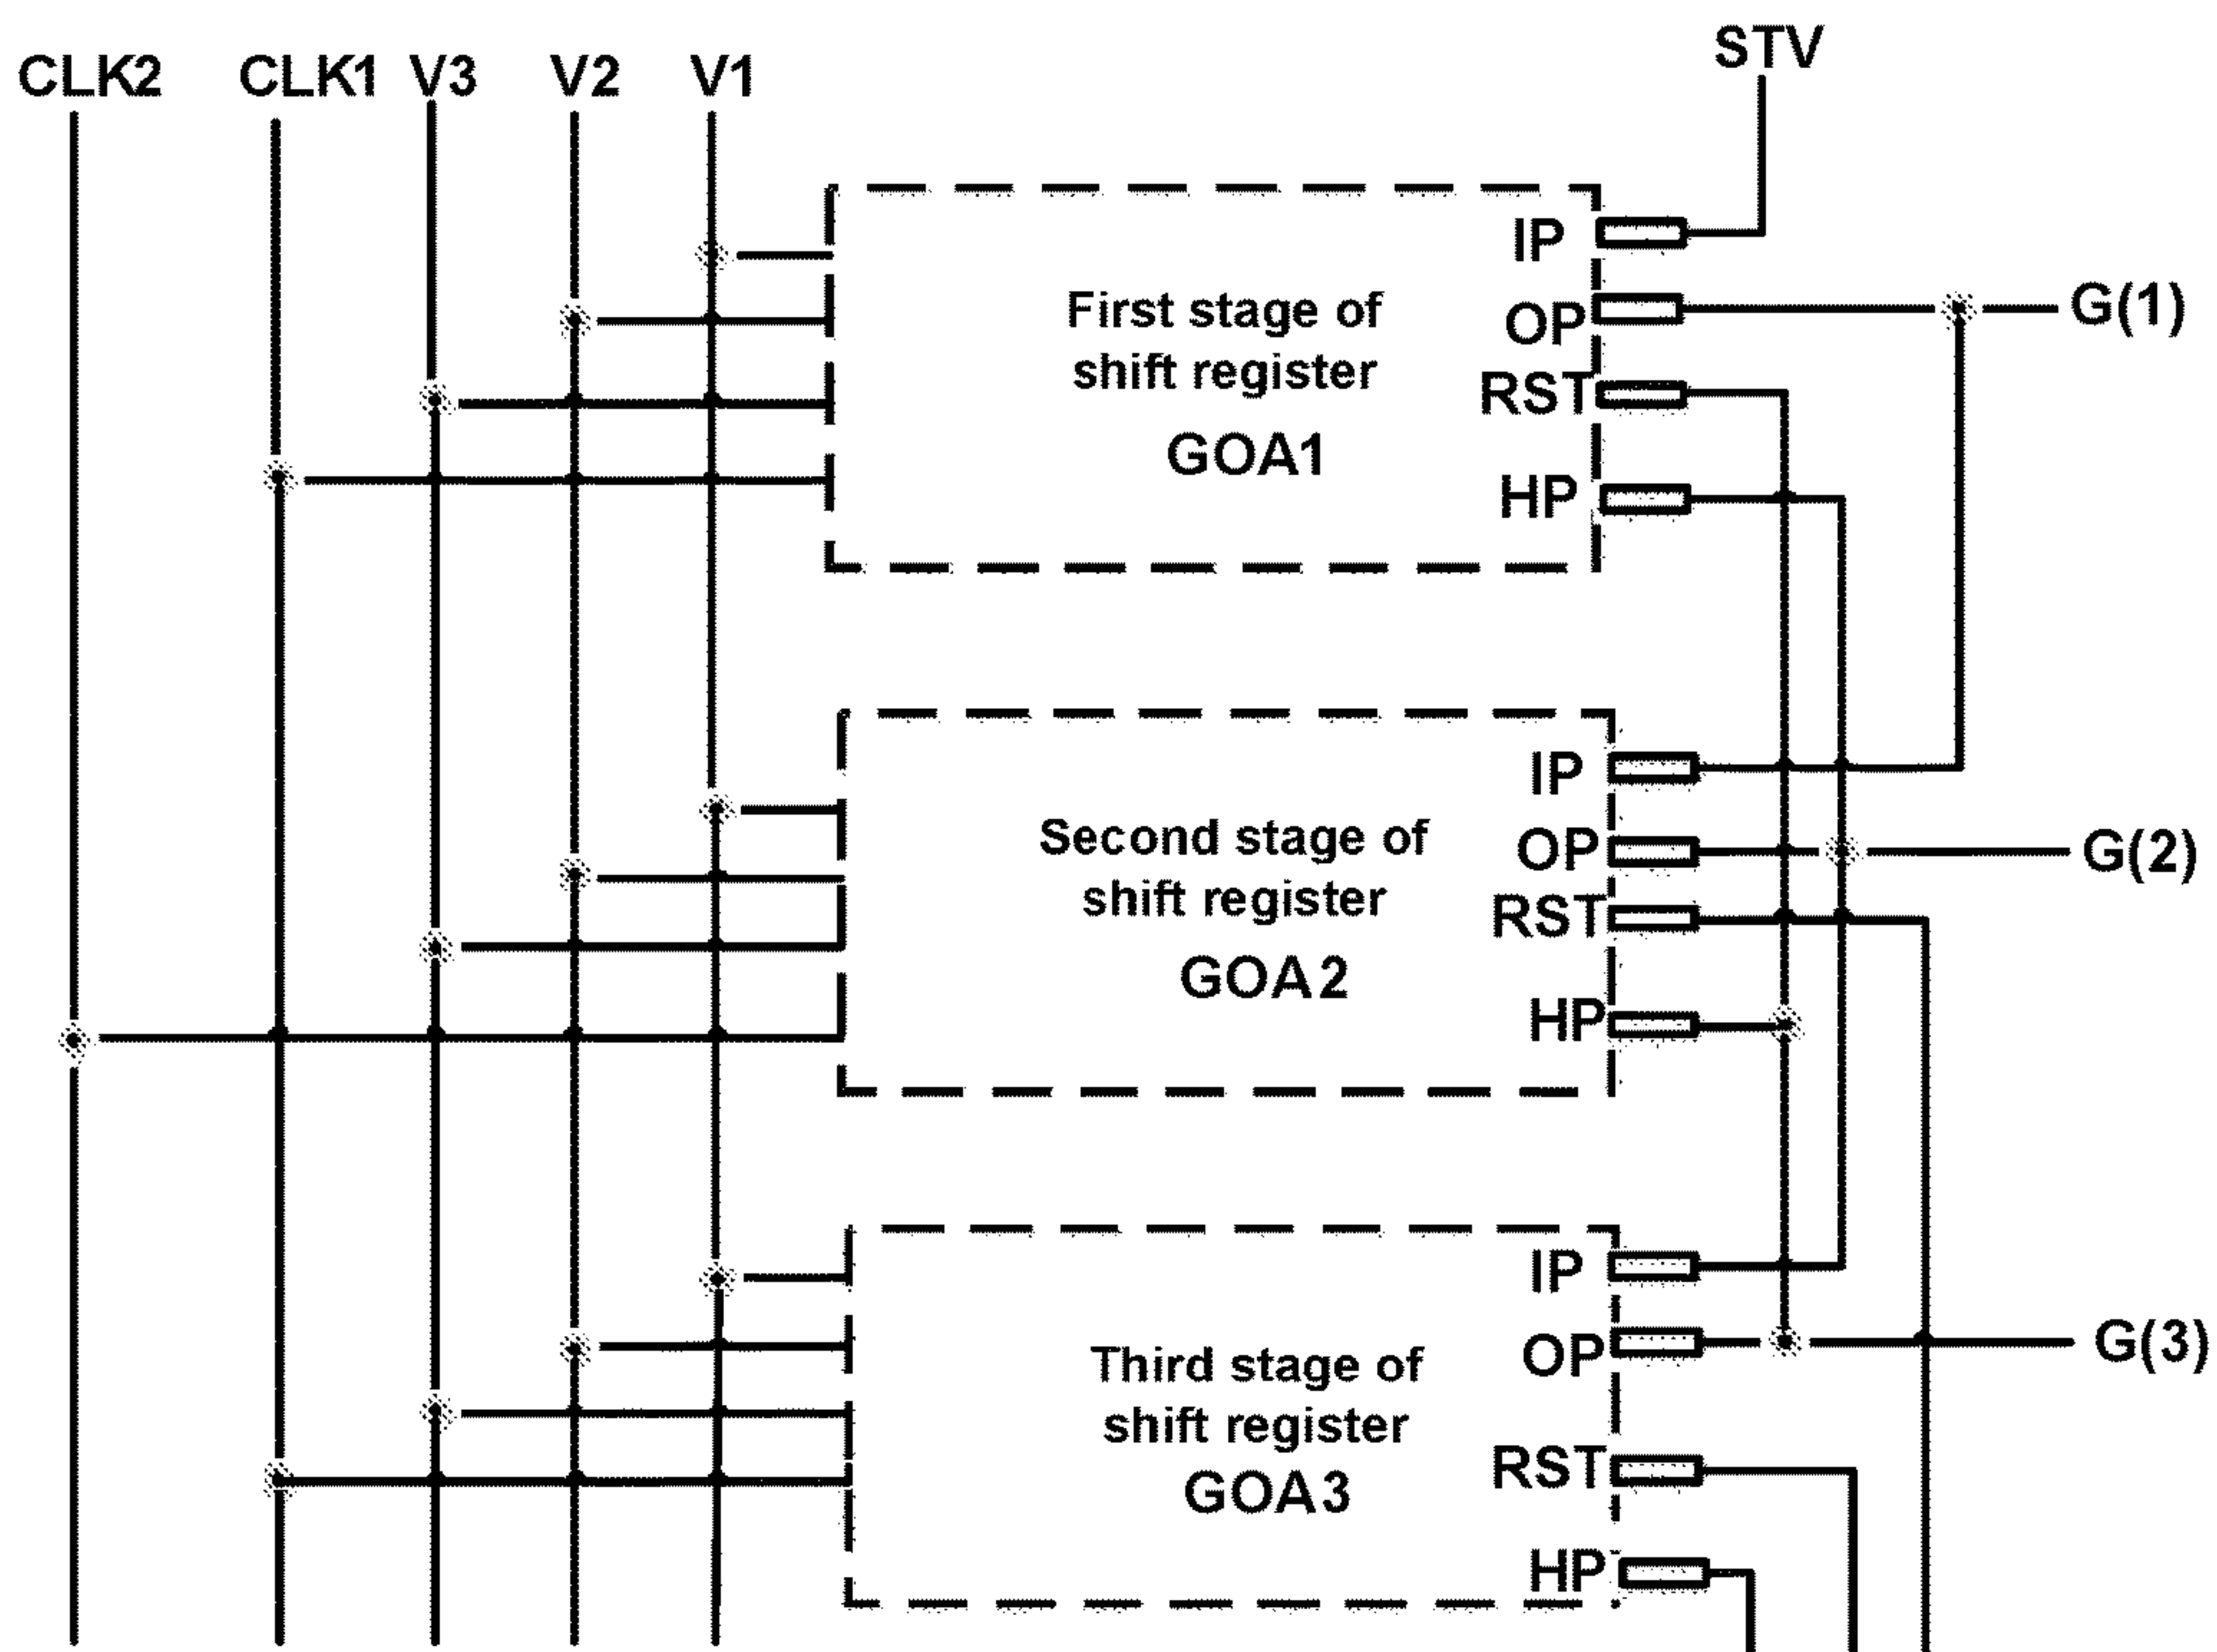 STV
CLK2 CLK1 V3 V2 V1
IP
First stage of
shift register
GOA1
OP
G(1)
RST
HP
IP
Second stage of
shift register
GOA2
OP
G(2)
RST
HP
IP
Third stage of
shift register
GOA3
OP
G(3)
RST
HP